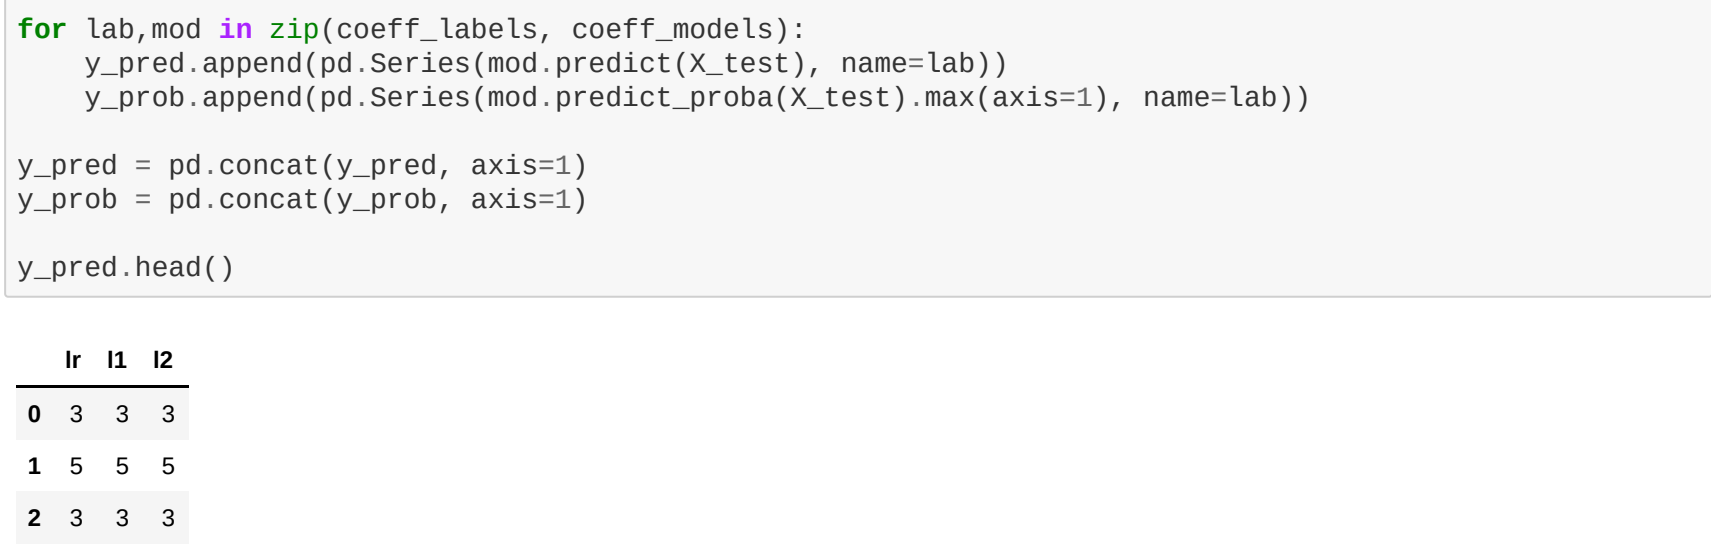 for lab,mod in zip(coeff_labels, coeff_models):
    y_pred.append(pd.Series(mod.predict(X_test), name=lab))
    y_prob.append(pd.Series(mod.predict_proba(X_test).max(axis=1), name=lab))
y_pred = pd.concat(y_pred, axis=1)
y_prob = pd.concat(y_prob, axis=1)
y_pred.head()
lr l1 l2
0 3 3 3
1 5 5 5
2 3 3 3